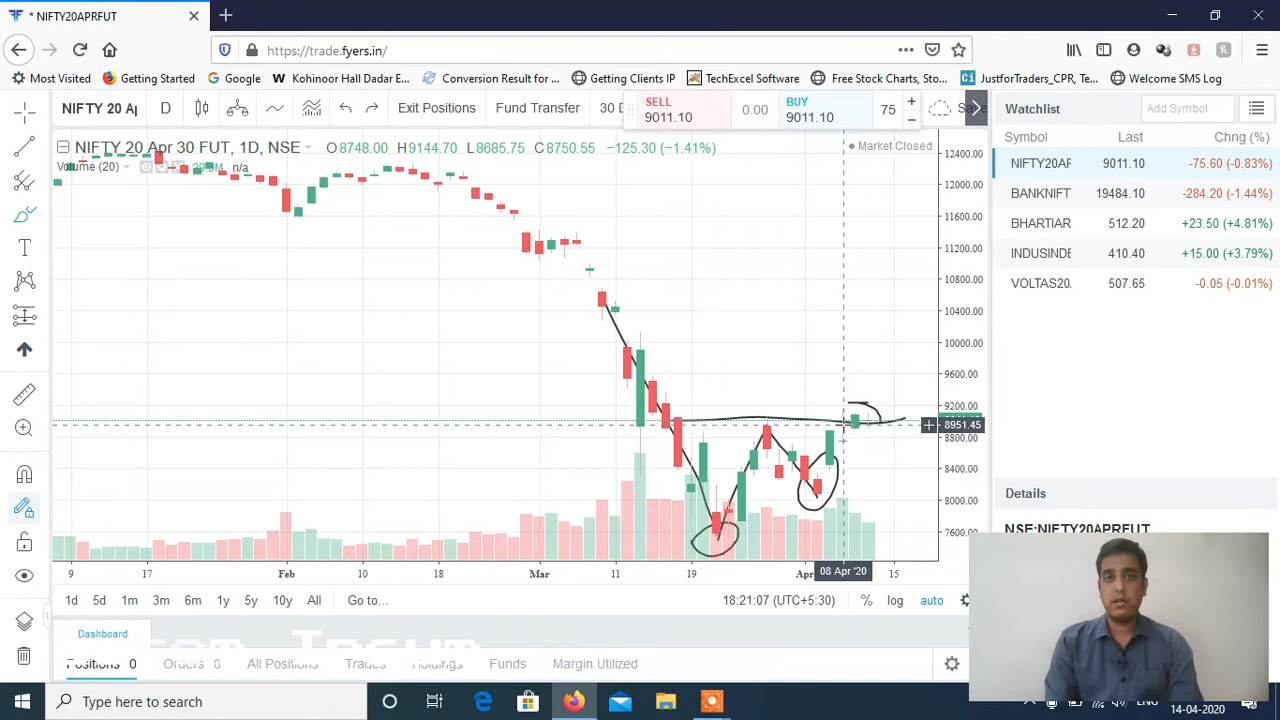 * NIFTY20APRFUT
https://trade.fyers.in/
Most Visited Getting Started Google Kohinoor Hall Dadar E... Conversion Result for ... Getting Clients IP TechExcel Software Free Stock Charts, Sto... JustforTraders_CPR, Te... Welcome SMS Log
NIFTY 20 Ap D Exit Positions Fund Transfer 30 D
SELL 0.00 BUY 75
9011.10 9011.10
Watchlist Add Symbol
Symbol Last Chng (%)
NIFTY20AF 9011.10 -75.60 (-0.83%)
BANKNIFT 19484.10 -284.20 (-1.44%)
BHARTIAR 512.20 +23.50 (+4.81%)
INDUSINDE 410.40 +15.00 (+3.79%)
VOLTAS20. 507.65 -0.05 (-0.01%)
NIFTY 20 Apr 30 FUT, 1D, NSE O8748.00 H9144.70 L8685.75 C8750.55 −125.30 (−1.41%)
Market Closed
Volume (20) n/a
12400.00
12000.00
11600.00
11200.00
10800.00
10400.00
10000.00
9600.00
9200.00
8951.45
8800.00
8400.00
8000.00
7600.00
9 17 Feb 10 18 Mar 11 19 Apr 08 Apr '20 15
1d 5d 1m 3m 6m 1y 5y 10y All Go to... 18:21:07 (UTC+5:30) % log auto
Details
NSE:NIFTY20APRFUT
Dashboard
Positions 0 Orders 0 All Positions Trades Holdings Funds Margin Utilized
Type here to search
ENG
14-04-2020